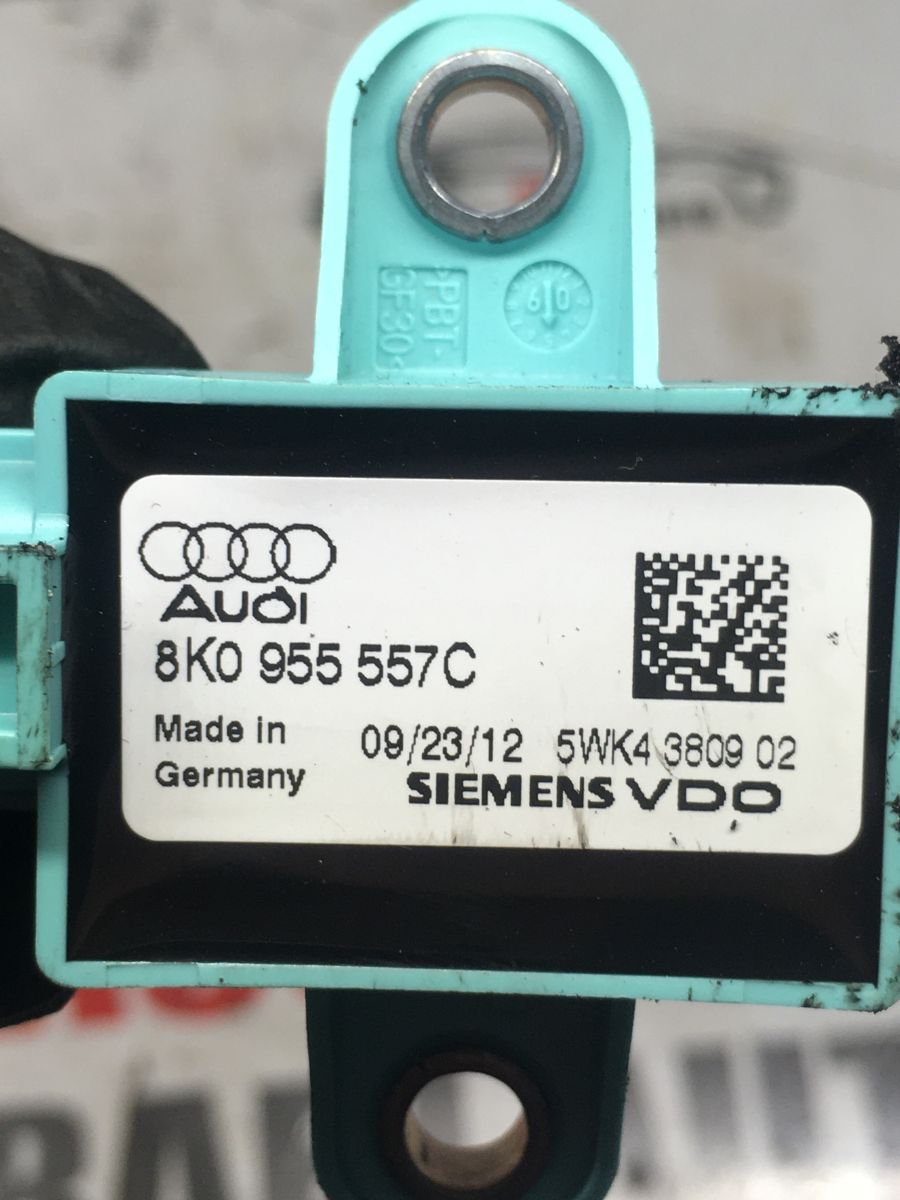 >PBT-
GF30<
AUDI
8K0 955 557C
Made in
Germany
09/23/12 5WK4 3809 02
SIEMENS VDO